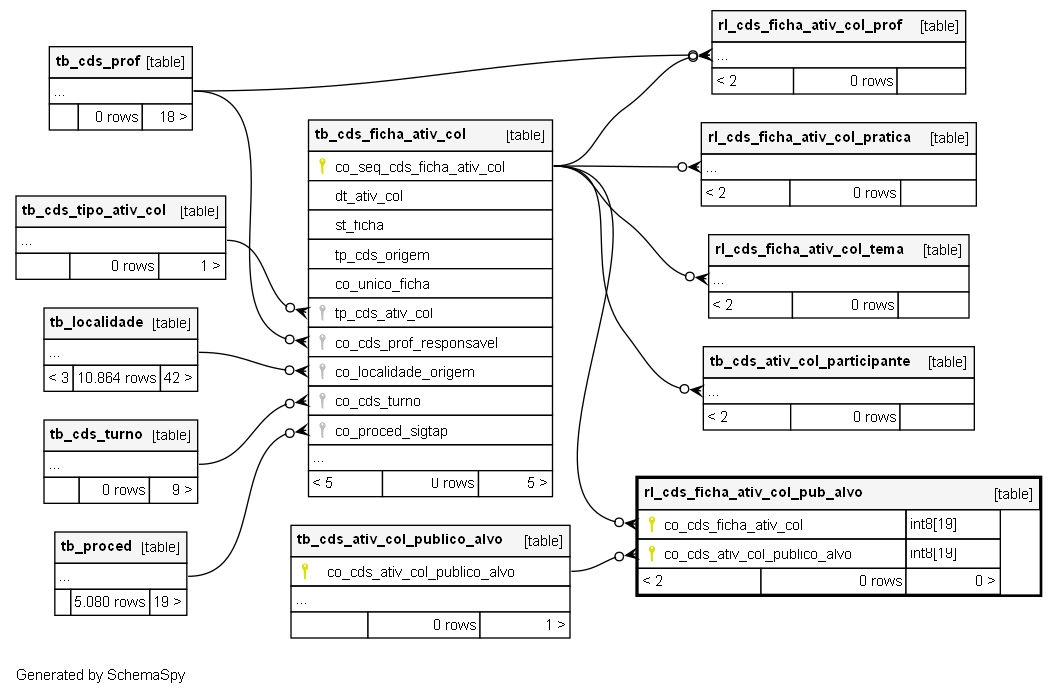 tb_cds_prof [table]
...
0 rows 18 >
tb_cds_tipo_ativ_col [table]
...
0 rows 1 >
tb_localidade [table]
...
< 3 10.864 rows 42 >
tb_cds_turno [table]
...
0 rows 9 >
tb_proced [table]
...
5.080 rows 19 >
tb_cds_ficha_ativ_col [table]
co_seq_cds_ficha_ativ_col
dt_ativ_col
st_ficha
tp_cds_origem
co_unico_ficha
tp_cds_ativ_col
co_cds_prof_responsavel
co_localidade_origem
co_cds_turno
co_proced_sigtap
...
< 5 0 rows 5 >
tb_cds_ativ_col_publico_alvo [table]
co_cds_ativ_col_publico_alvo
...
0 rows 1 >
rl_cds_ficha_ativ_col_prof [table]
...
< 2 0 rows
rl_cds_ficha_ativ_col_pratica [table]
...
< 2 0 rows
rl_cds_ficha_ativ_col_tema [table]
...
< 2 0 rows
tb_cds_ativ_col_participante [table]
...
< 2 0 rows
rl_cds_ficha_ativ_col_pub_alvo [table]
co_cds_ficha_ativ_col int8[19]
co_cds_ativ_col_publico_alvo int8[19]
< 2 0 rows 0 >
Generated by SchemaSpy